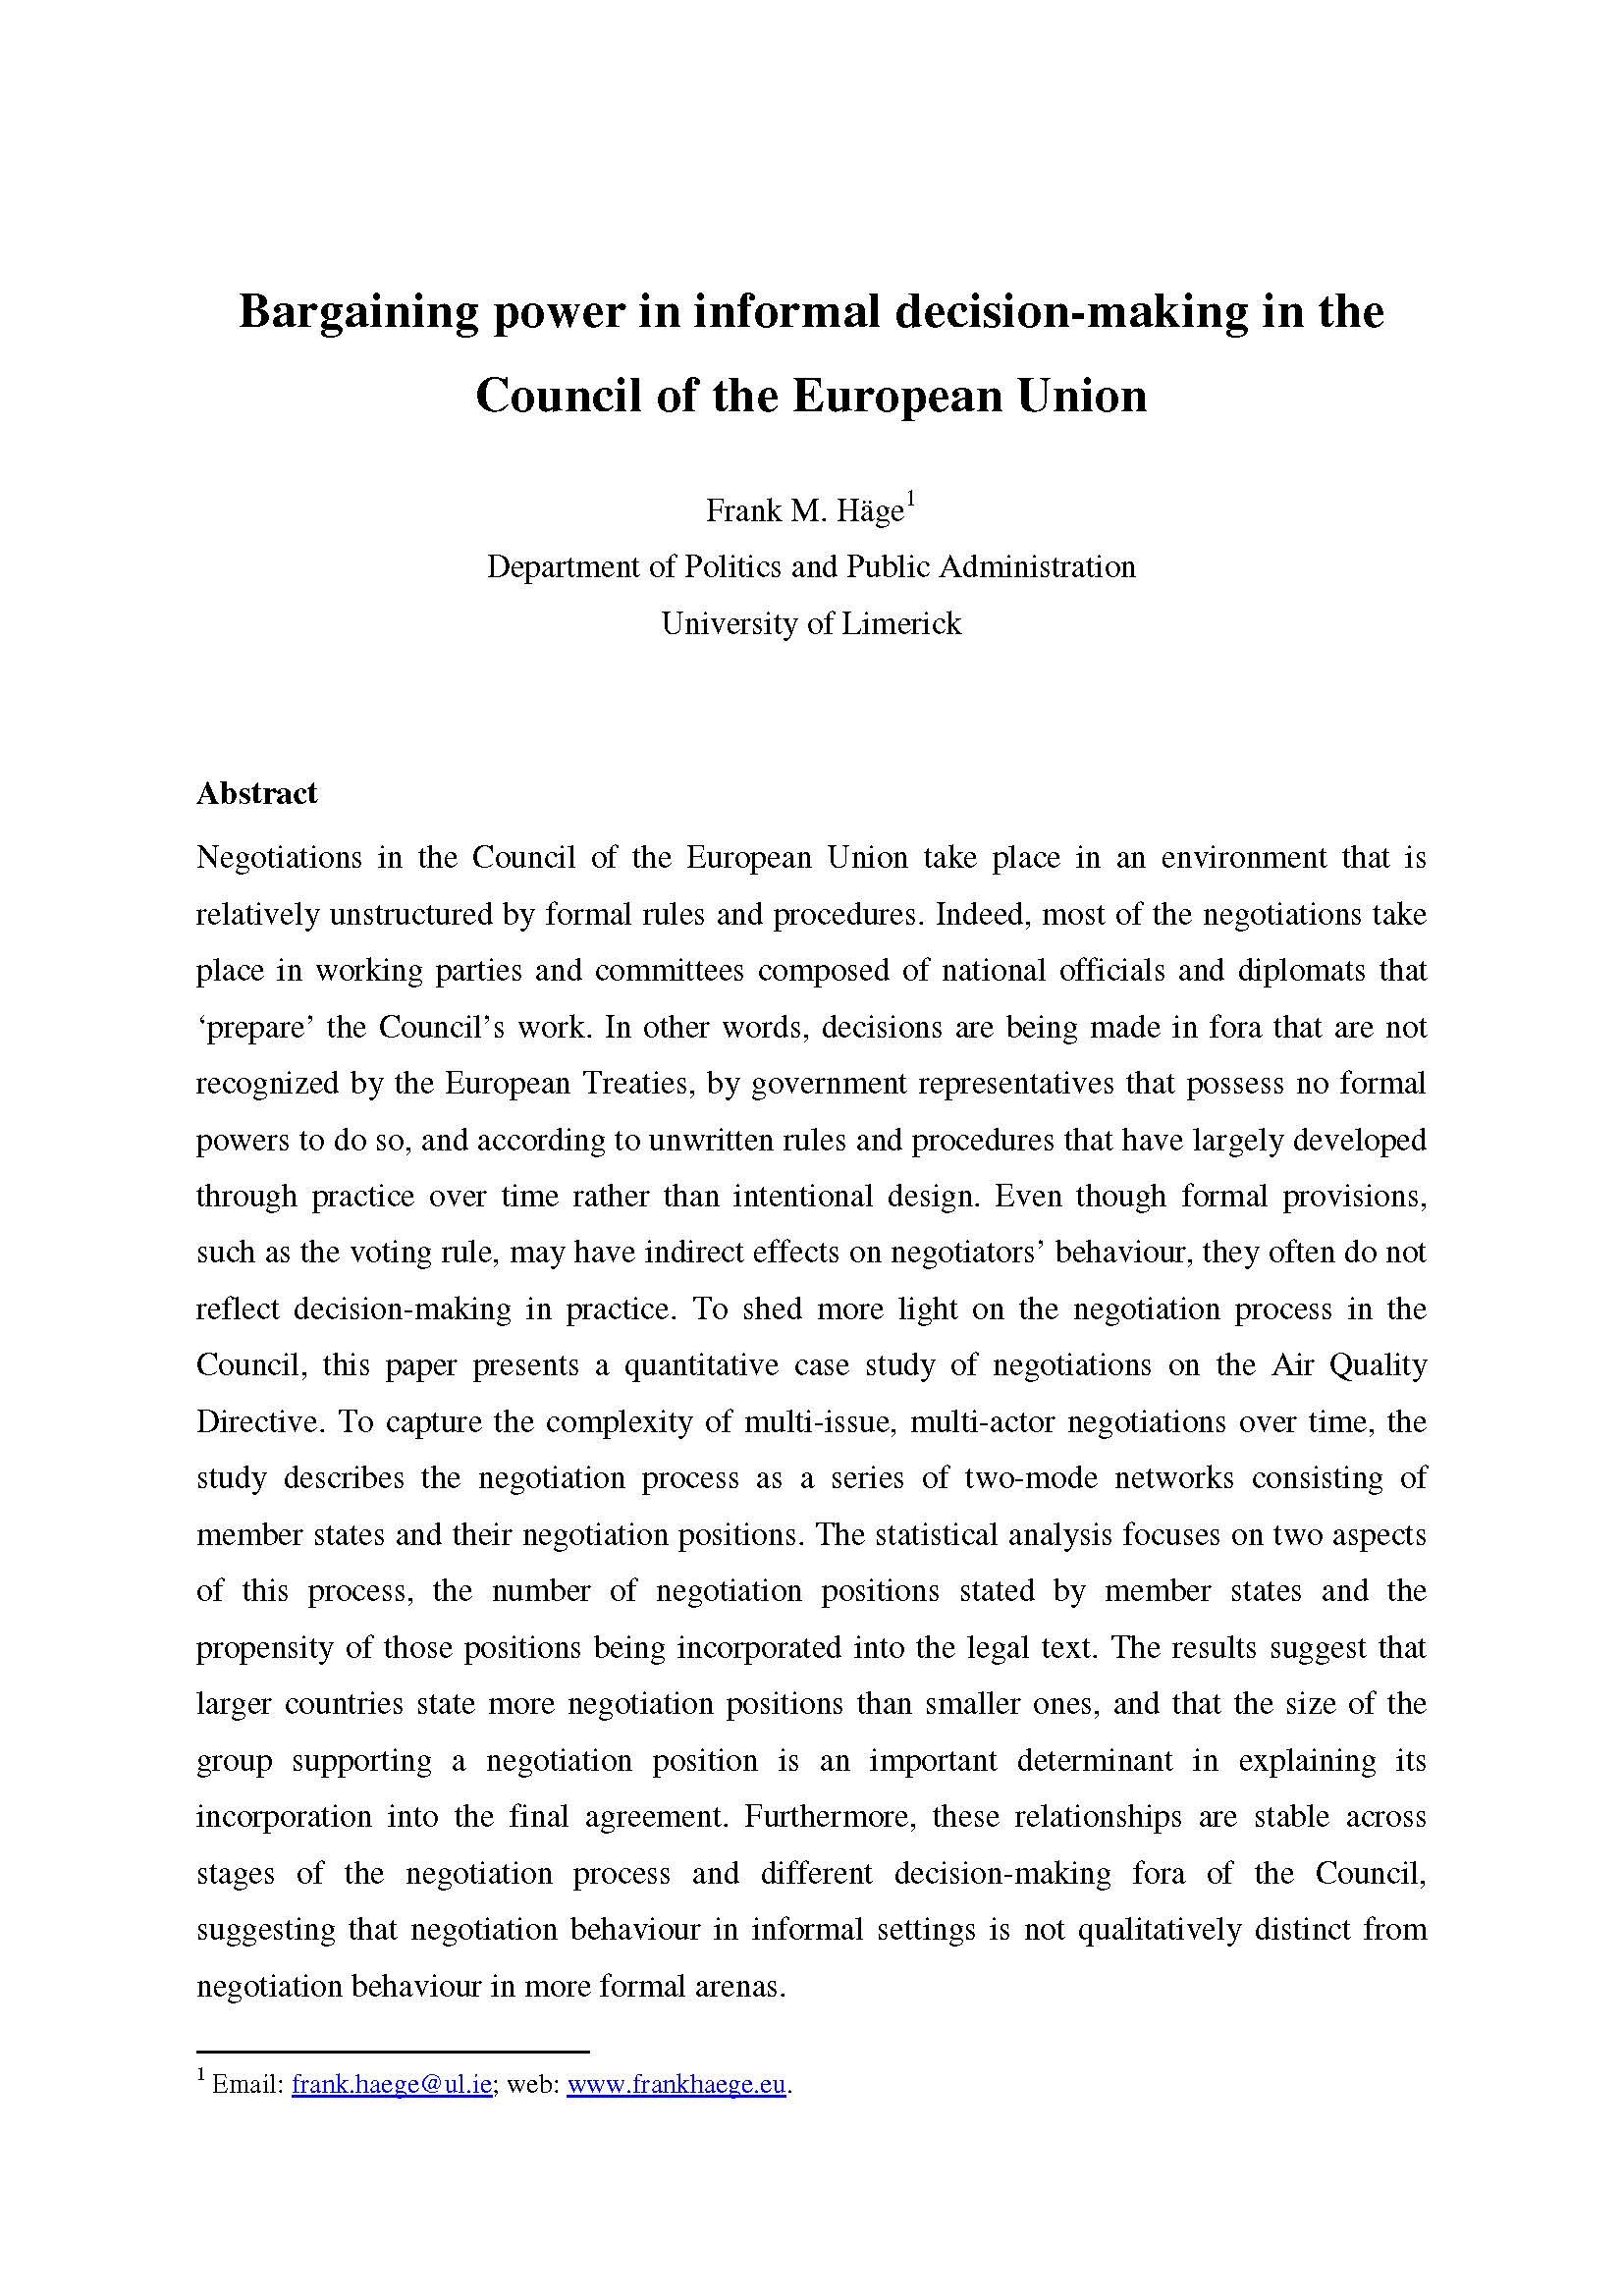 Bargaining power in informal decision-making in the
Council of the European Union
Frank M. Häge1
Department of Politics and Public Administration
University of Limerick
Abstract
Negotiations in the Council of the European Union take place in an environment that is
relatively unstructured by formal rules and procedures. Indeed, most of the negotiations take
place in working parties and committees composed of national officials and diplomats that
‘prepare’ the Council’s work. In other words, decisions are being made in fora that are not
recognized by the European Treaties, by government representatives that possess no formal
powers to do so, and according to unwritten rules and procedures that have largely developed
through practice over time rather than intentional design. Even though formal provisions,
such as the voting rule, may have indirect effects on negotiators’ behaviour, they often do not
reflect decision-making in practice. To shed more light on the negotiation process in the
Council, this paper presents a quantitative case study of negotiations on the Air Quality
Directive. To capture the complexity of multi-issue, multi-actor negotiations over time, the
study describes the negotiation process as a series of two-mode networks consisting of
member states and their negotiation positions. The statistical analysis focuses on two aspects
of this process, the number of negotiation positions stated by member states and the
propensity of those positions being incorporated into the legal text. The results suggest that
larger countries state more negotiation positions than smaller ones, and that the size of the
group supporting a negotiation position is an important determinant in explaining its
incorporation into the final agreement. Furthermore, these relationships are stable across
stages of the negotiation process and different decision-making fora of the Council,
suggesting that negotiation behaviour in informal settings is not qualitatively distinct from
negotiation behaviour in more formal arenas.
1 Email: frank.haege@ul.ie; web: www.frankhaege.eu.